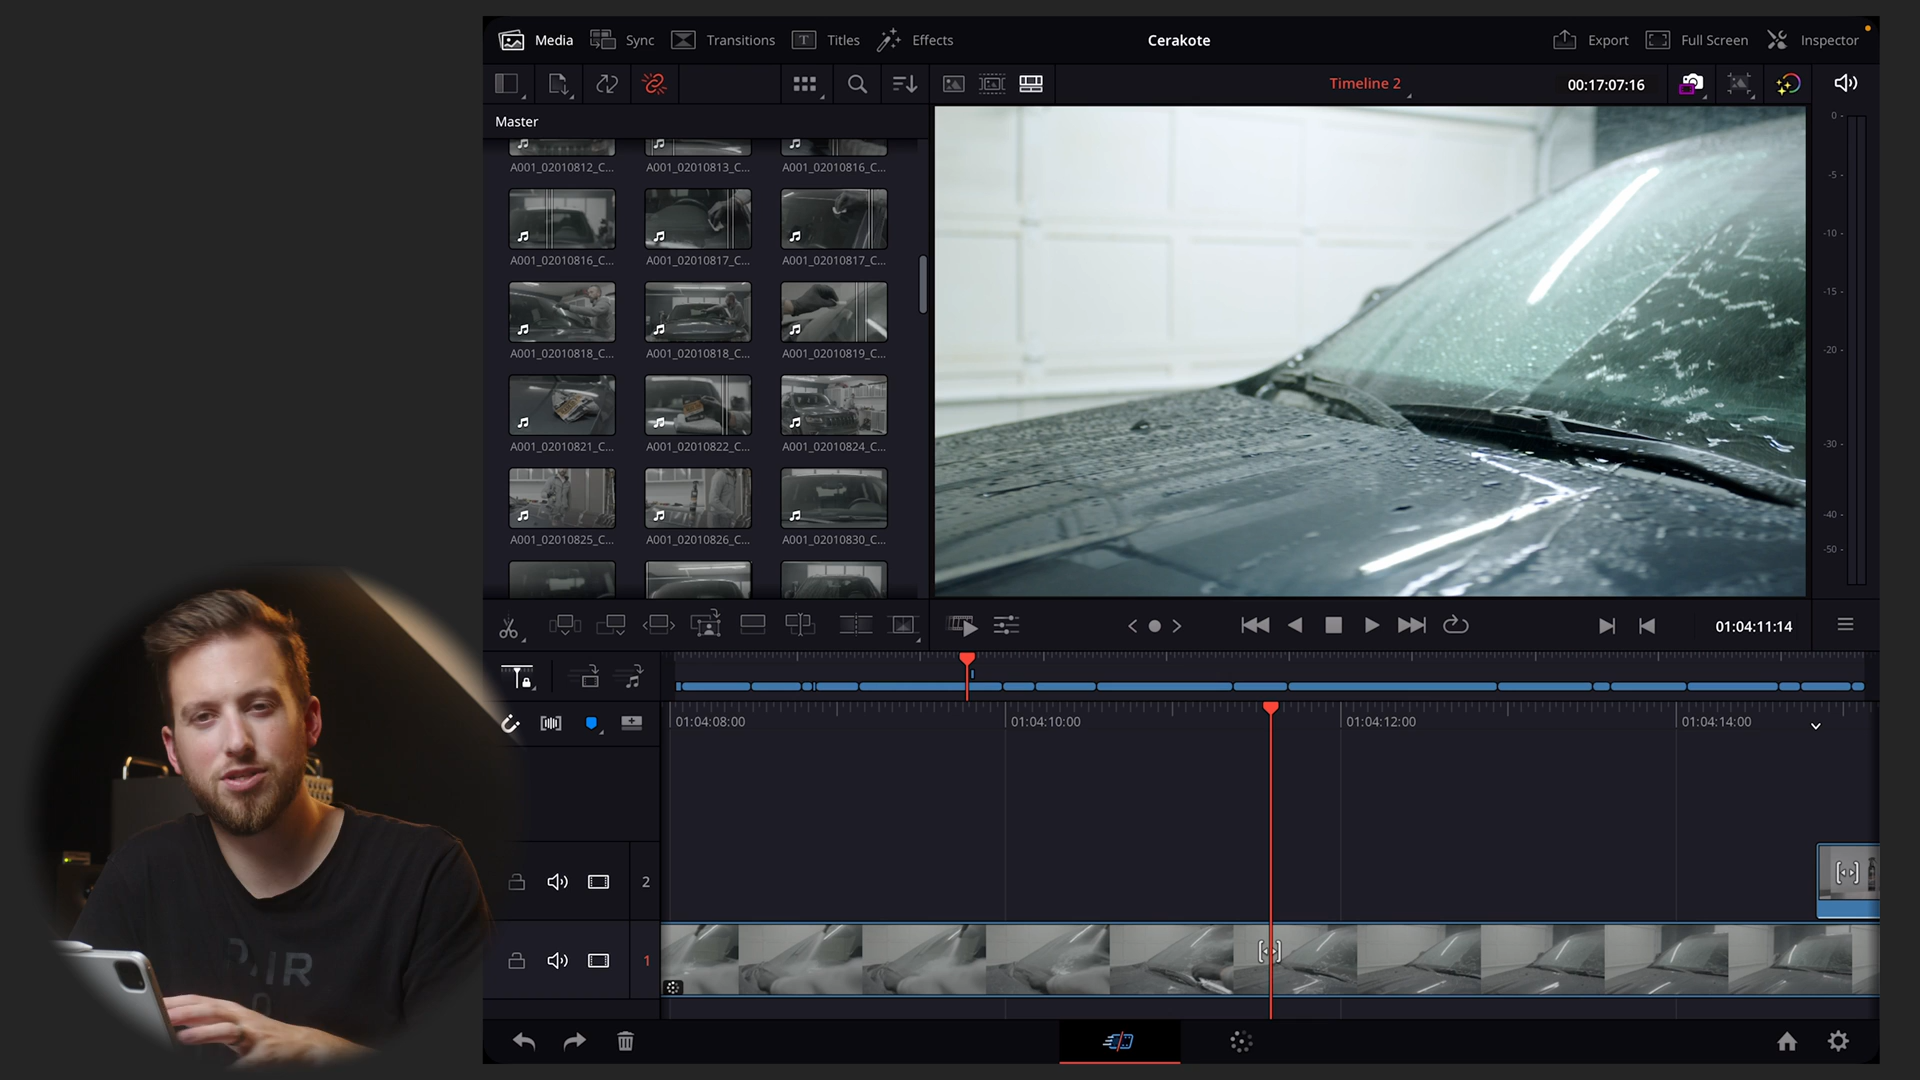 Media Sync Transitions Titles Effects Cerakote Export Full Screen Inspector
Timeline 2 00:17:07:16
Master
A001_02010812_C... A001_02010813_C... A001_02010816_C...
A001_02010816_C... A001_02010817_C... A001_02010817_C...
A001_02010818_C... A001_02010818_C... A001_02010819_C...
A001_02010821_C... A001_02010822_C... A001_02010824_C...
A001_02010825_C... A001_02010826_C... A001_02010830_C...
0
-5
-10
-15
-20
-30
-40
-50
01:04:11:14
01:04:08:00 01:04:10:00 01:04:12:00 01:04:14:00
2
1